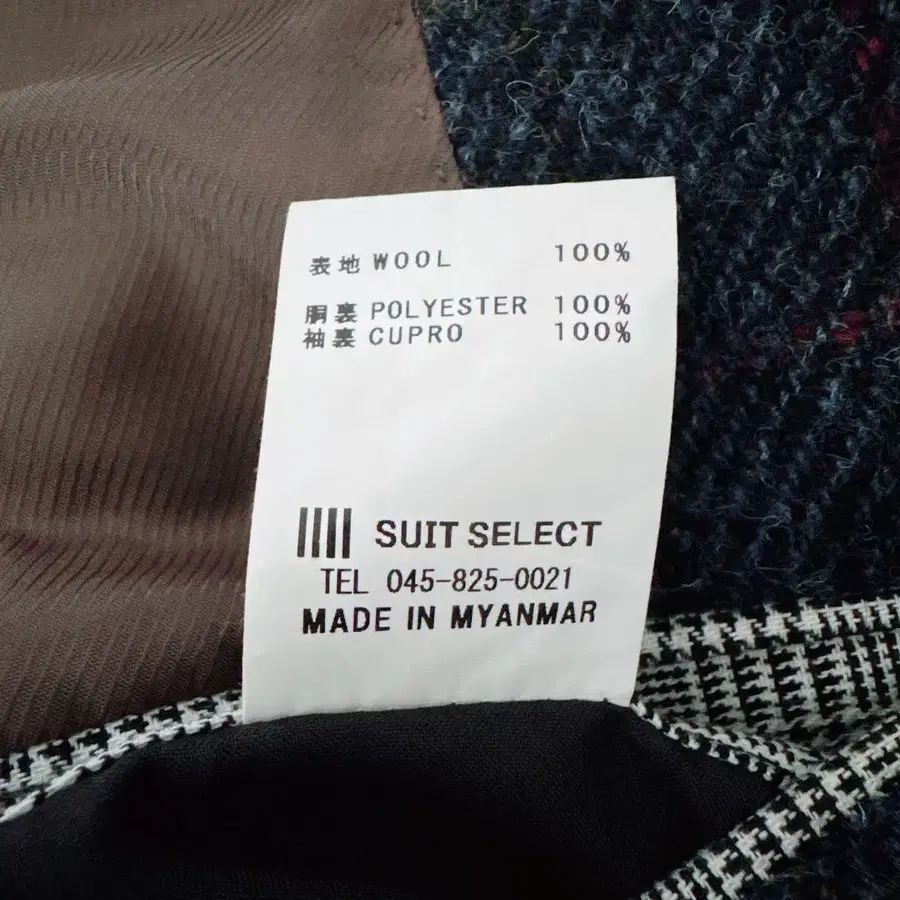 表地 WOOL 100%
胴裏 POLYESTER 100%
袖裏 CUPRO 100%
SUIT SELECT
TEL 045-825-0021
MADE IN MYANMAR